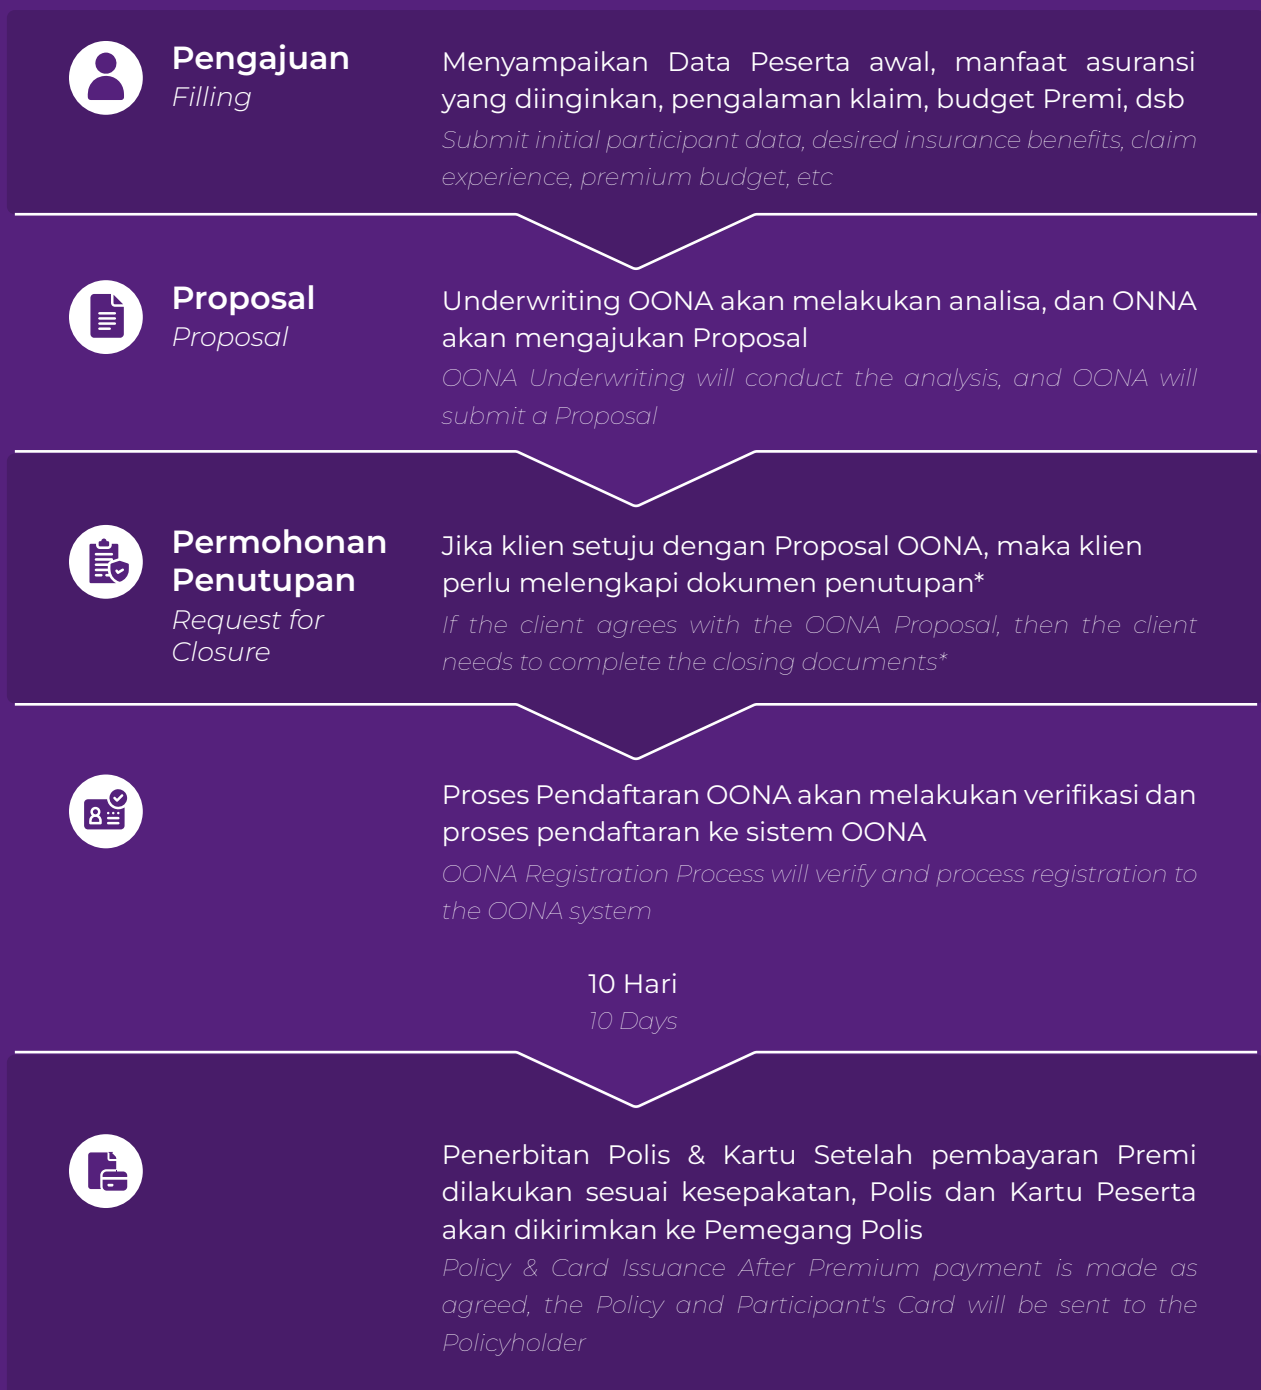 Pengajuan
Filling
Menyampaikan Data Peserta awal, manfaat asuransi
yang diinginkan, pengalaman klaim, budget Premi, dsb
Submit initial participant data, desired insurance benefits, claim
experience, premium budget, etc
Proposal
Proposal
Underwriting OONA akan melakukan analisa, dan ONNA
akan mengajukan Proposal
OONA Underwriting will conduct the analysis, and OONA will
submit a Proposal
Permohonan
Penutupan
Request for
Closure
Jika klien setuju dengan Proposal OONA, maka klien
perlu melengkapi dokumen penutupan*
If the client agrees with the OONA Proposal, then the client
needs to complete the closing documents*
Proses Pendaftaran OONA akan melakukan verifikasi dan
proses pendaftaran ke sistem OONA
OONA Registration Process will verify and process registration to
the OONA system
10 Hari
10 Days
Penerbitan Polis & Kartu Setelah pembayaran Premi
dilakukan sesuai kesepakatan, Polis dan Kartu Peserta
akan dikirimkan ke Pemegang Polis
Policy & Card Issuance After Premium payment is made as
agreed, the Policy and Participant's Card will be sent to the
Policyholder